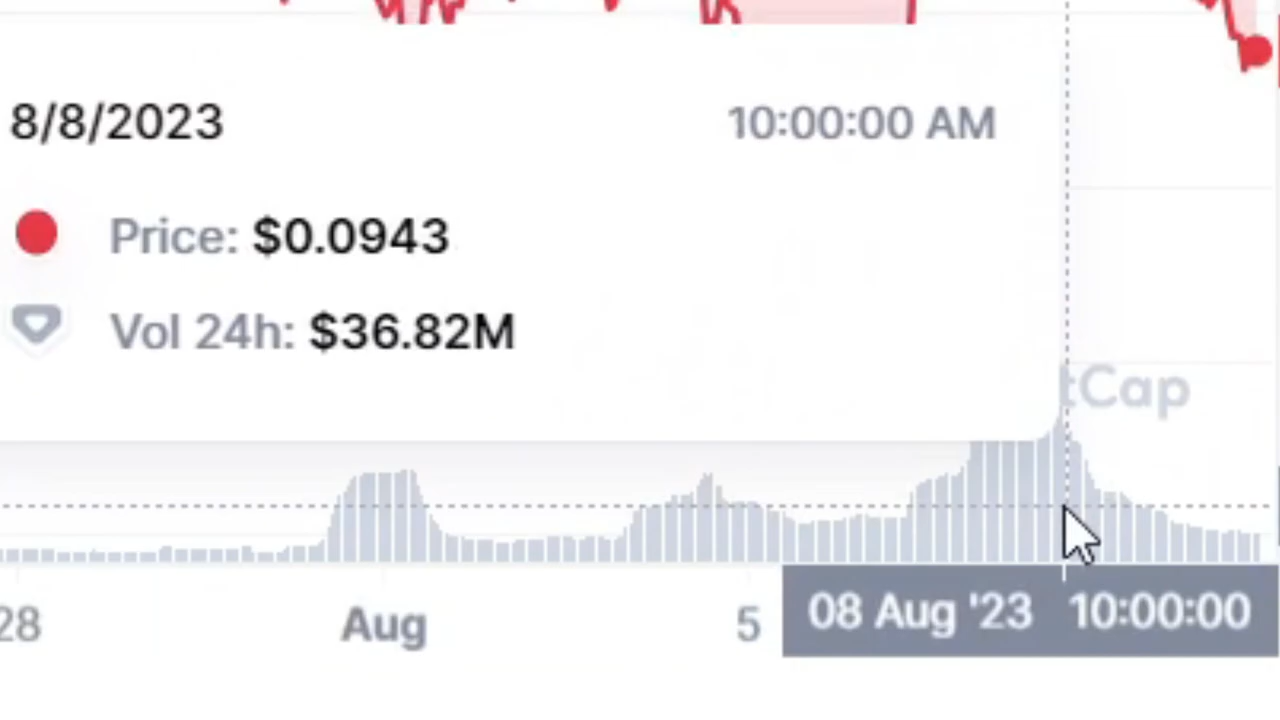 8/8/2023 10:00:00 AM
Price: $0.0943
Vol 24h: $36.82M
tCap
28 Aug 5 08 Aug '23 10:00:00